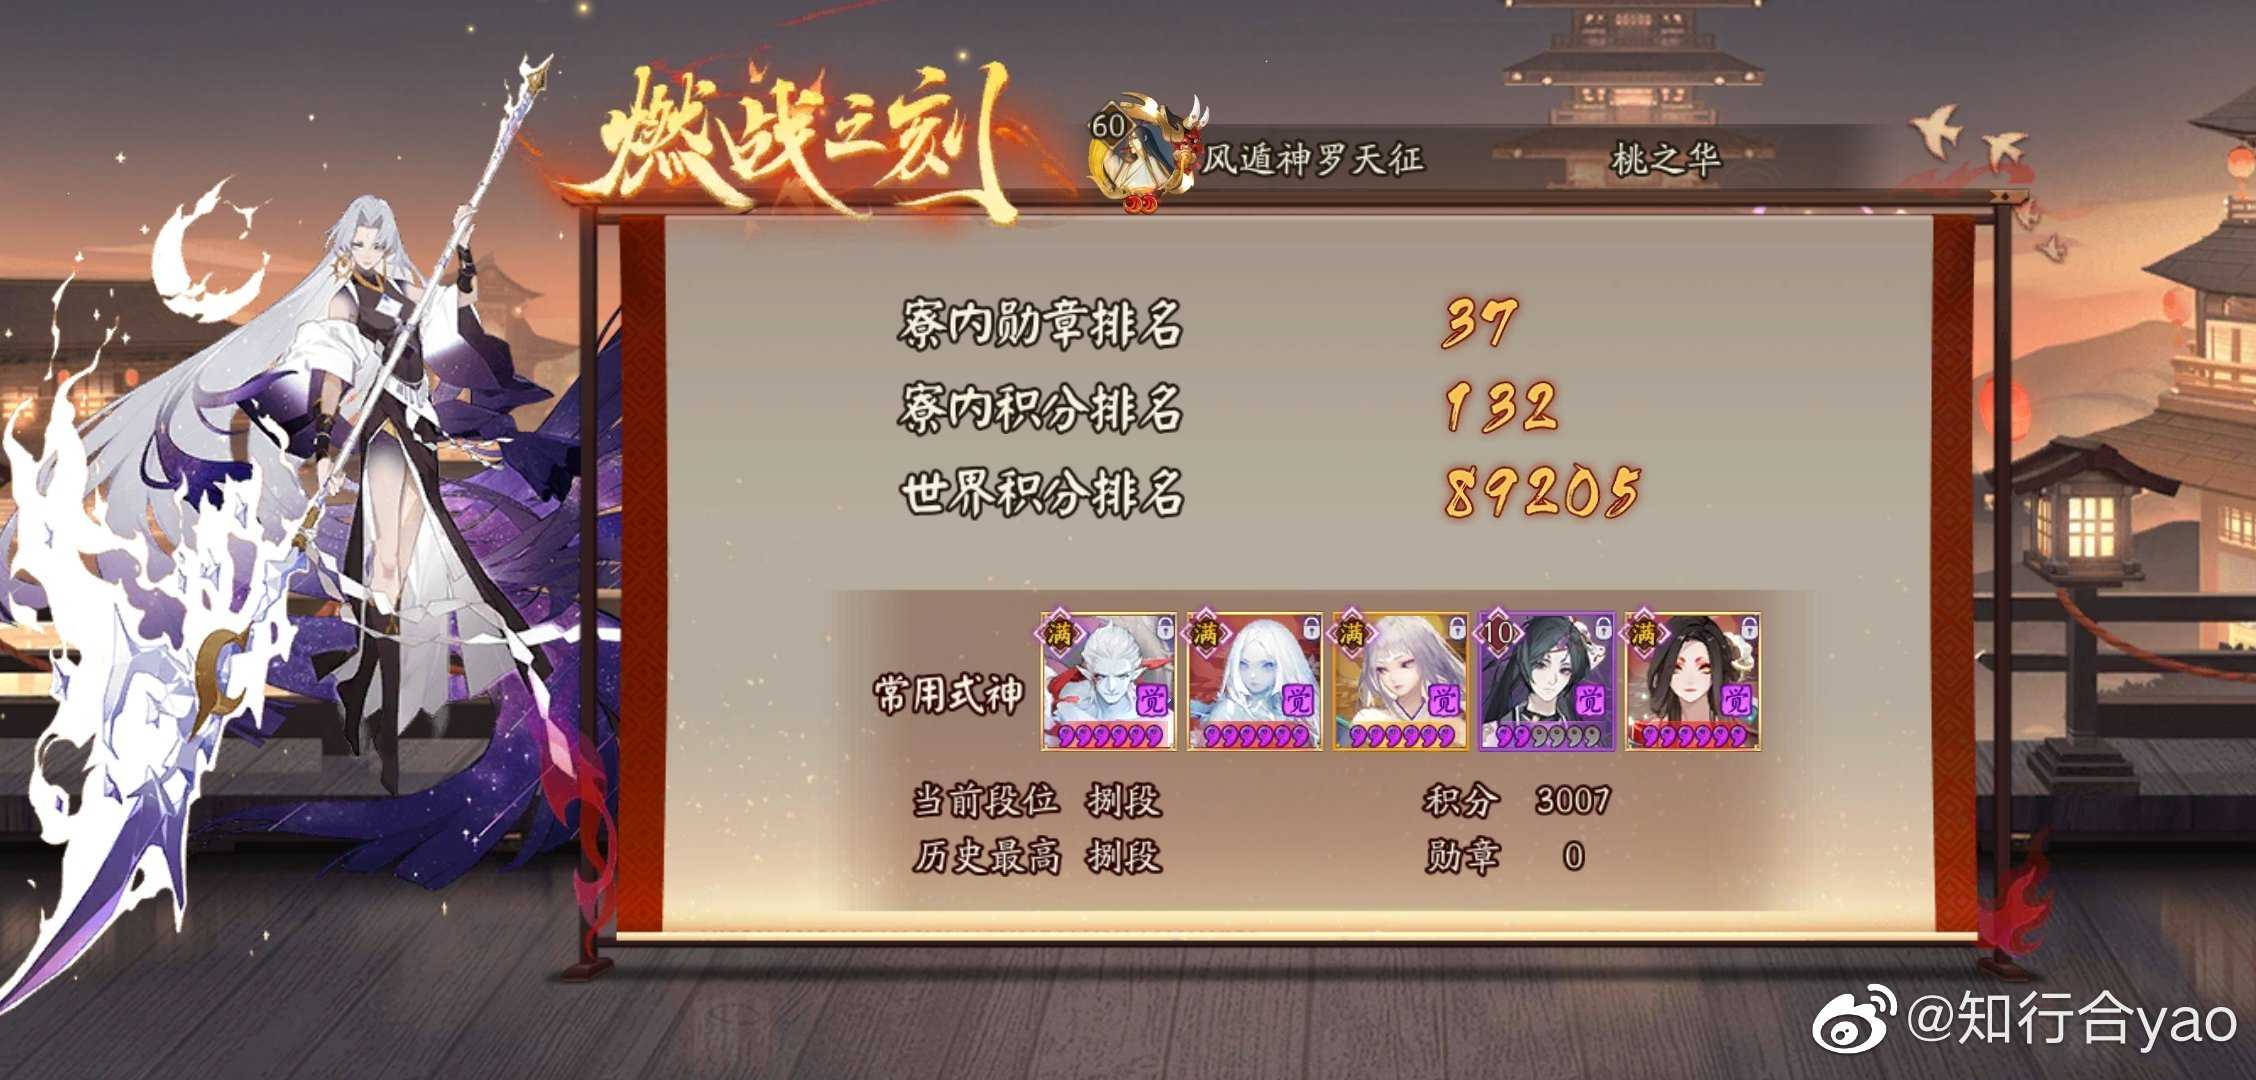 燃战之刻
60
风遁神罗天征 桃之华
寮内勋章排名 37
寮内积分排名 132
世界积分排名 89205
满 满 满 10 满
觉 觉 觉 觉 觉
常用式神
当前段位 捌段 积分 3007
历史最高 捌段 勋章 0
@知行合yao